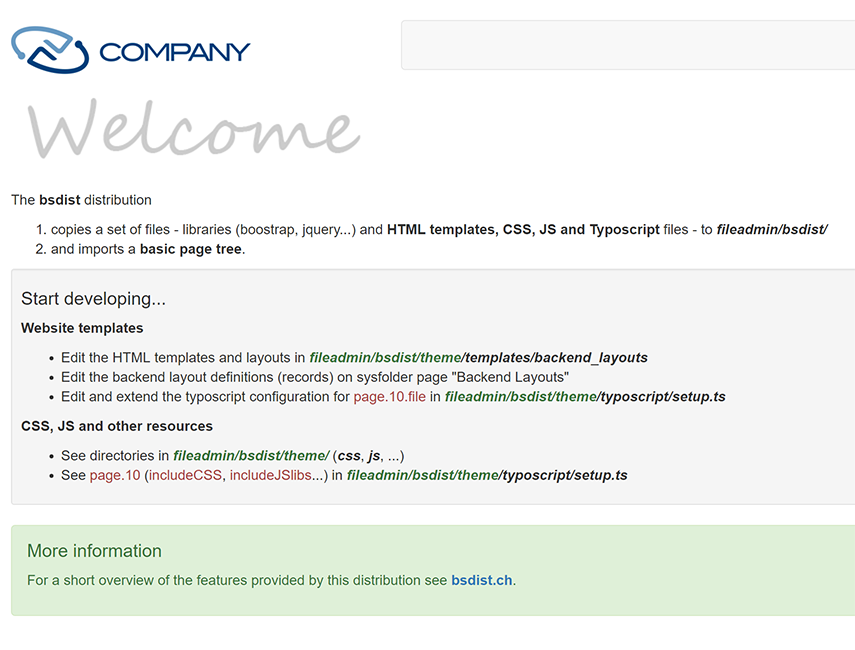 COMPANY
Welcome
The bsdist distribution
1. copies a set of files - libraries (boostrap, jquery...) and HTML templates, CSS, JS and Typoscript files - to fileadmin/bsdist/
2. and imports a basic page tree.
Start developing...
Website templates
• Edit the HTML templates and layouts in fileadmin/bsdist/theme/templates/backend_layouts
• Edit the backend layout definitions (records) on sysfolder page "Backend Layouts"
• Edit and extend the typoscript configuration for page.10.file in fileadmin/bsdist/theme/typoscript/setup.ts
CSS, JS and other resources
• See directories in fileadmin/bsdist/theme/ (css, js, ...)
• See page.10 (includeCSS, includeJSlibs...) in fileadmin/bsdist/theme/typoscript/setup.ts
More information
For a short overview of the features provided by this distribution see bsdist.ch.